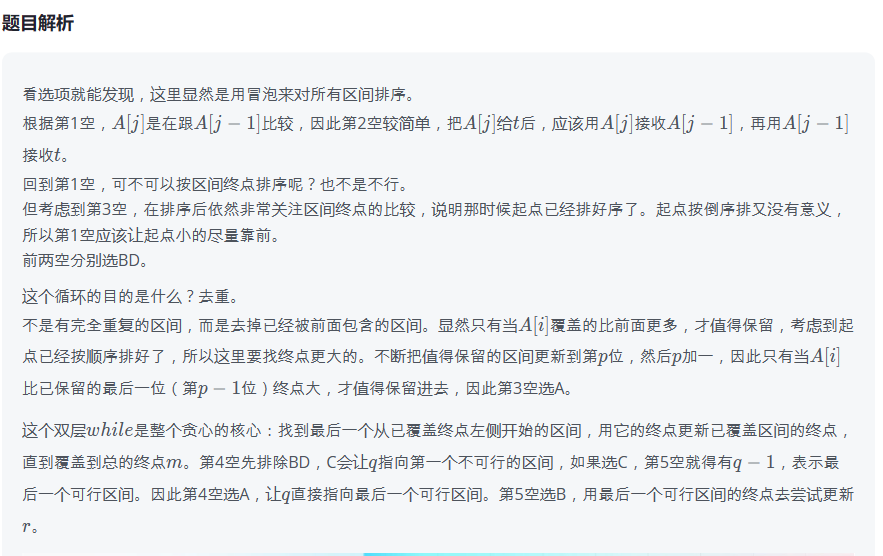 题目解析
看选项就能发现，这里显然是用冒泡来对所有区间排序。
根据第1空，A[j]是在跟A[j − 1]比较，因此第2空较简单，把A[j]给t后，应该用A[j]接收A[j − 1]，再用A[j − 1]
接收t。
回到第1空，可不可以按区间终点排序呢？也不是不行。
但考虑到第3空，在排序后依然非常关注区间终点的比较，说明那时候起点已经排好序了。起点按倒序排又没有意义，
所以第1空应该让起点小的尽量靠前。
前两空分别选BD。
这个循环的目的是什么？去重。
不是有完全重复的区间，而是去掉已经被前面包含的区间。显然只有当A[i]覆盖的比前面更多，才值得保留，考虑到起
点已经按顺序排好了，所以这里要找终点更大的。不断把值得保留的区间更新到第p位，然后p加一，因此只有当A[i]
比已保留的最后一位（第p − 1位）终点大，才值得保留进去，因此第3空选A。
这个双层while是整个贪心的核心：找到最后一个从已覆盖终点左侧开始的区间，用它的终点更新已覆盖区间的终点，
直到覆盖到总的终点m。第4空先排除BD，C会让q指向第一个不可行的区间，如果选C，第5空就得有q − 1，表示最
后一个可行区间。因此第4空选A，让q直接指向最后一个可行区间。第5空选B，用最后一个可行区间的终点去尝试更新
r。